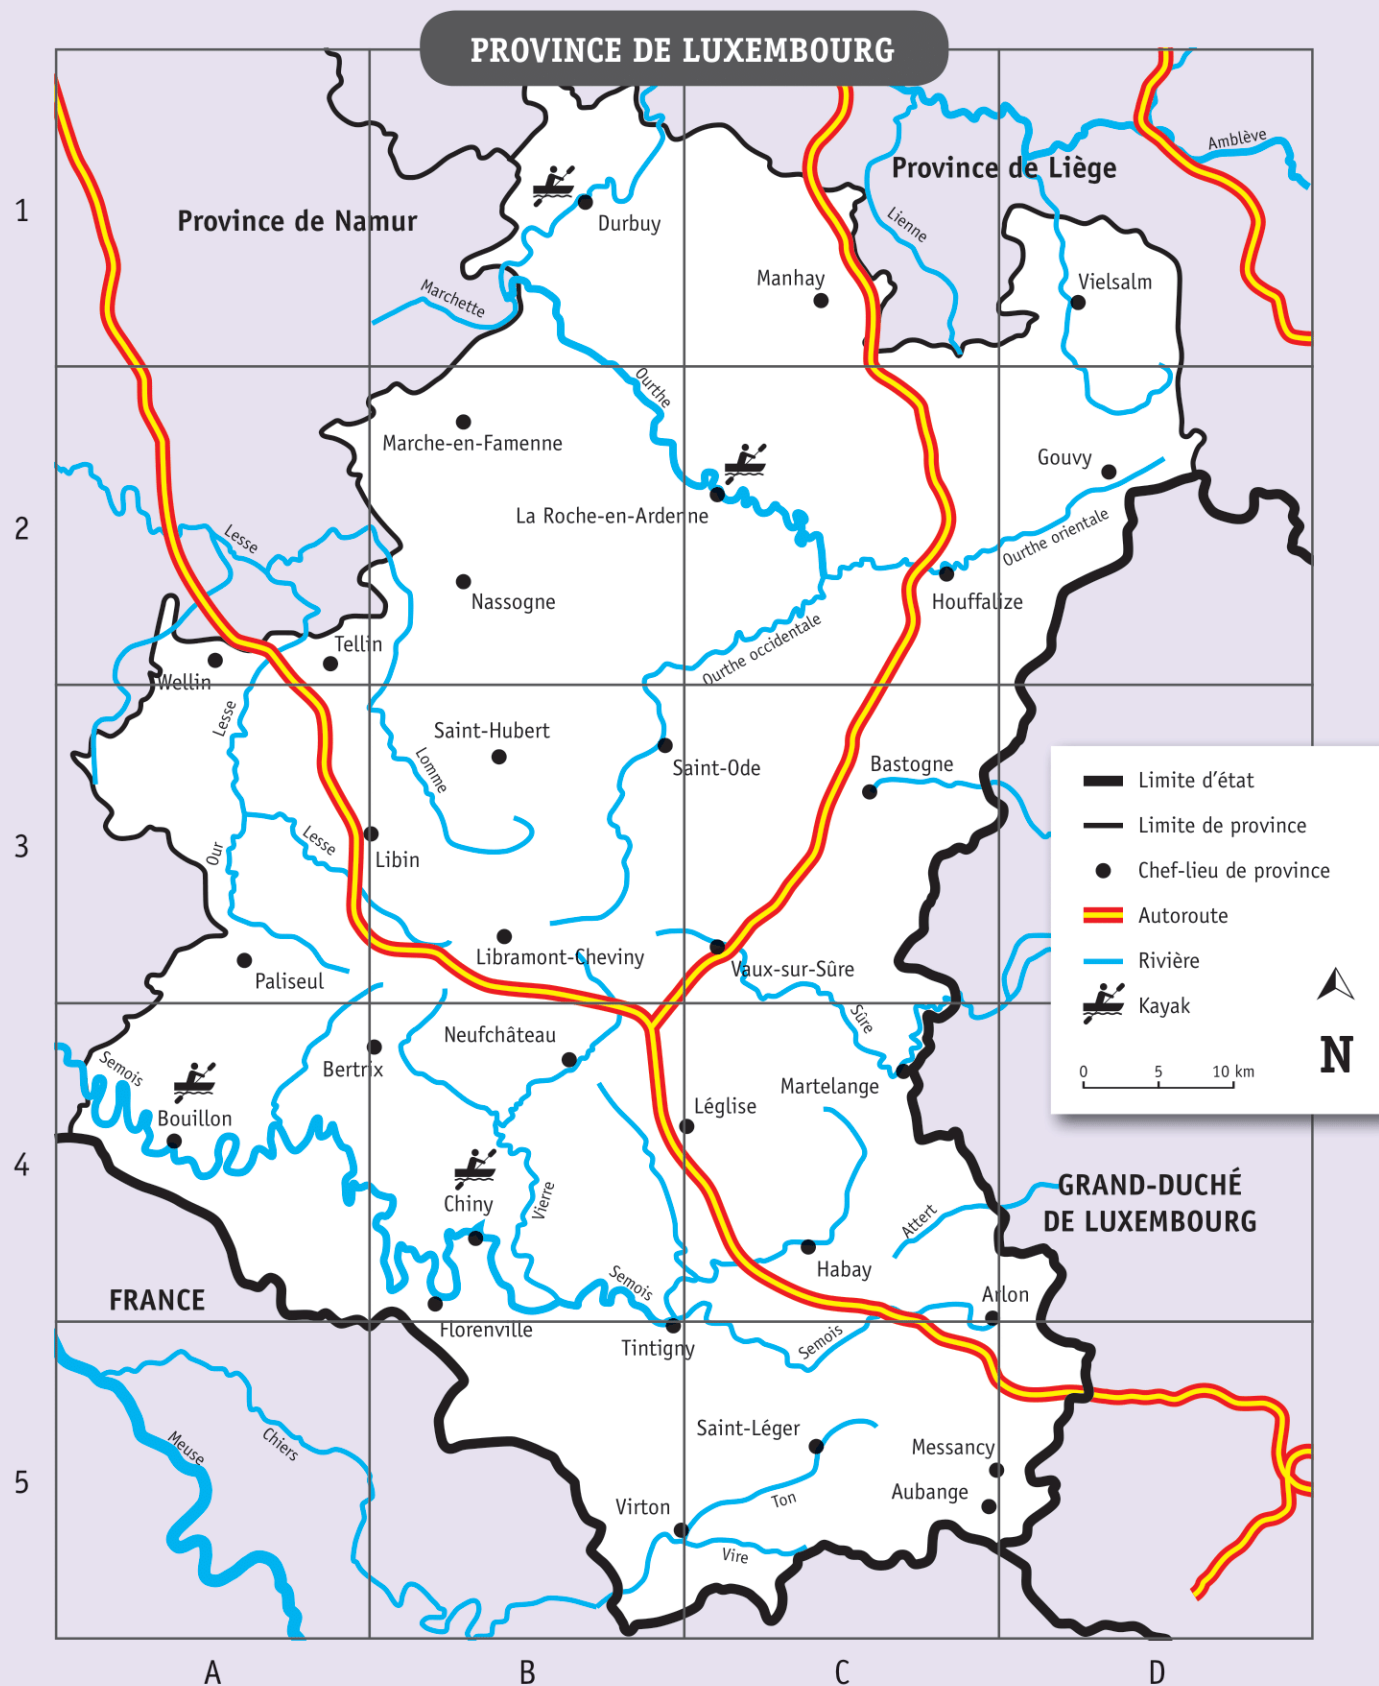 PROVINCE DE LUXEMBOURG
Amblève
Province de Liège
1
Province de Namur
Durbuy
Lienne
Manhay
Vielsalm
Marchette
Ourthe
Marche-en-Famenne
Gouvy
La Roche-en-Ardenne
2
Lesse
Ourthe orientale
Nassogne
Houffalize
Tellin
Ourthe occidentale
Wellin
Lesse
Saint-Hubert
Lomme
Saint-Ode
Bastogne
Limite d'état
Limite de province
3
Lesse
Our
Libin
Chef-lieu de province
Autoroute
Libramont-Cheviny
Rivière
Paliseul
Vaux-sur-Sûre
Kayak
Sûre
Neufchâteau
N
Semois
Bertrix
0 5 10 km
Martelange
Bouillon
Léglise
4
Chiny
Vierre
GRAND-DUCHÉ
DE LUXEMBOURG
Attert
Habay
Semois
FRANCE
Arlon
Florenville
Tintigny
Semois
Saint-Léger
Meuse
Chiers
Messancy
5
Aubange
Ton
Virton
Vire
A B C D